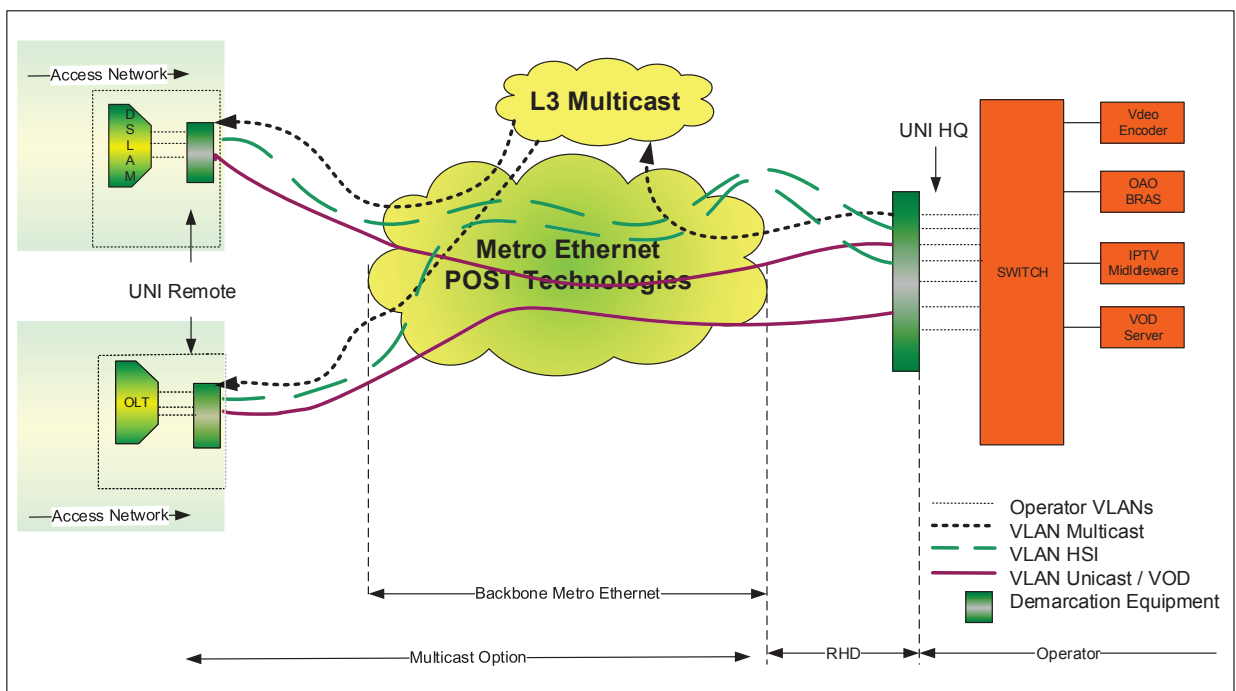 Access Network
DSLAM
L3 Multicast
UNI HQ
Vdeo
Encoder
OAO
BRAS
Metro Ethernet
POST Technologies
SWITCH
IPTV
Middleware
UNI Remote
VOD
Server
OLT
Access Network
Operator VLANs
VLAN Multicast
VLAN HSI
VLAN Unicast / VOD
Demarcation Equipment
Backbone Metro Ethernet
Multicast Option
RHD
Operator